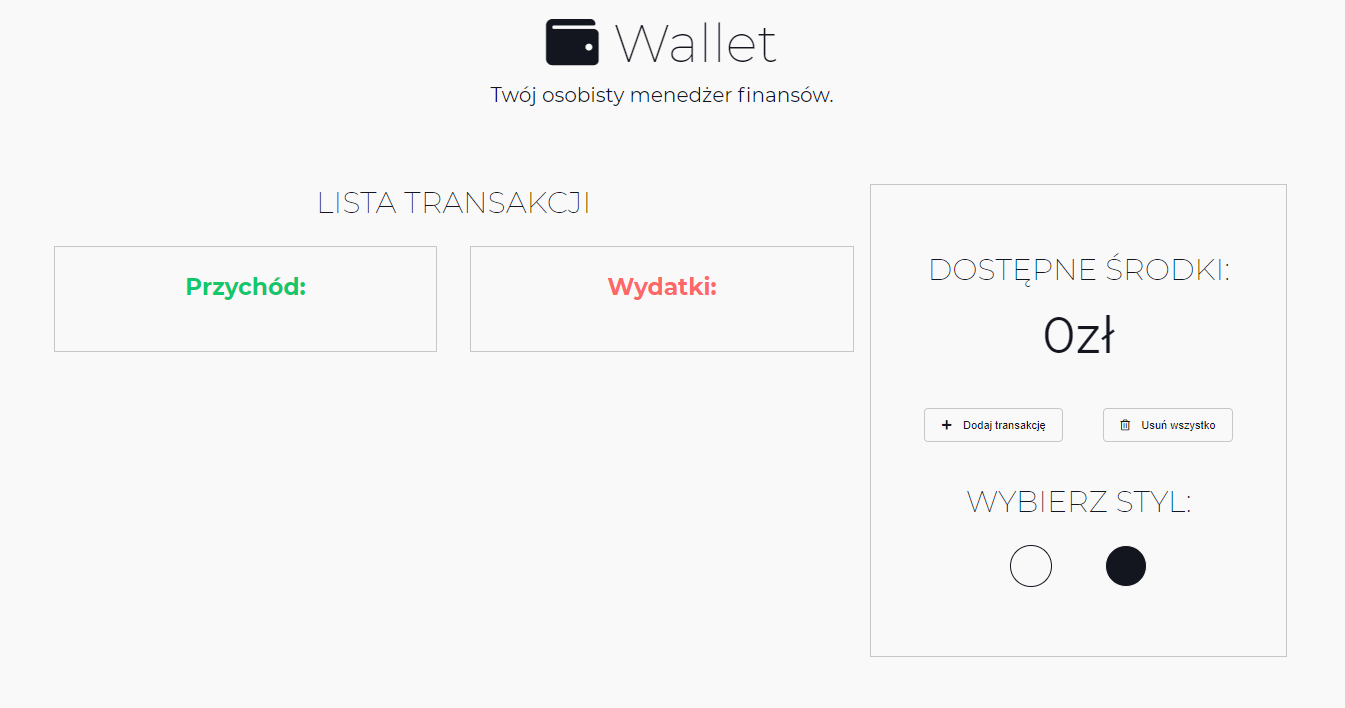 Wallet
Twój osobisty menedżer finansów.
LISTA TRANSAKCJI
Przychód:
Wydatki:
DOSTĘPNE ŚRODKI:
0zł
Dodaj transakcję
Usuń wszystko
WYBIERZ STYL: